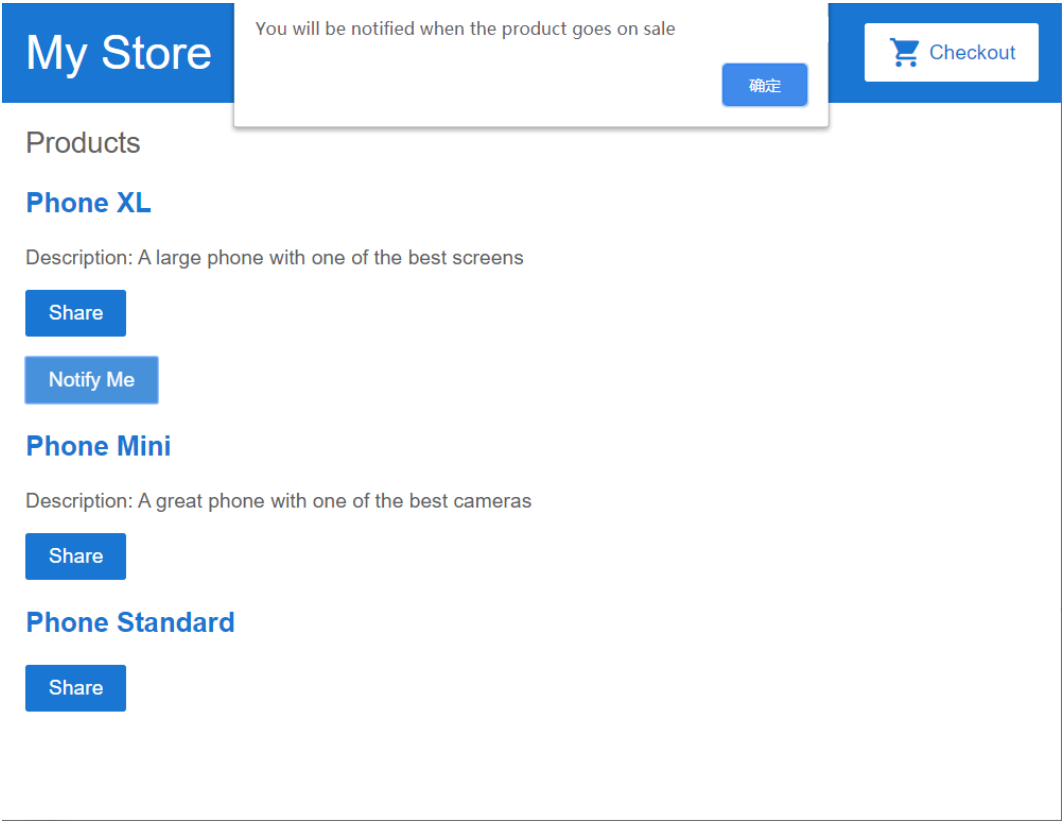 My Store
You will be notified when the product goes on sale
确定
Checkout
Products
Phone XL
Description: A large phone with one of the best screens
Share
Notify Me
Phone Mini
Description: A great phone with one of the best cameras
Share
Phone Standard
Share